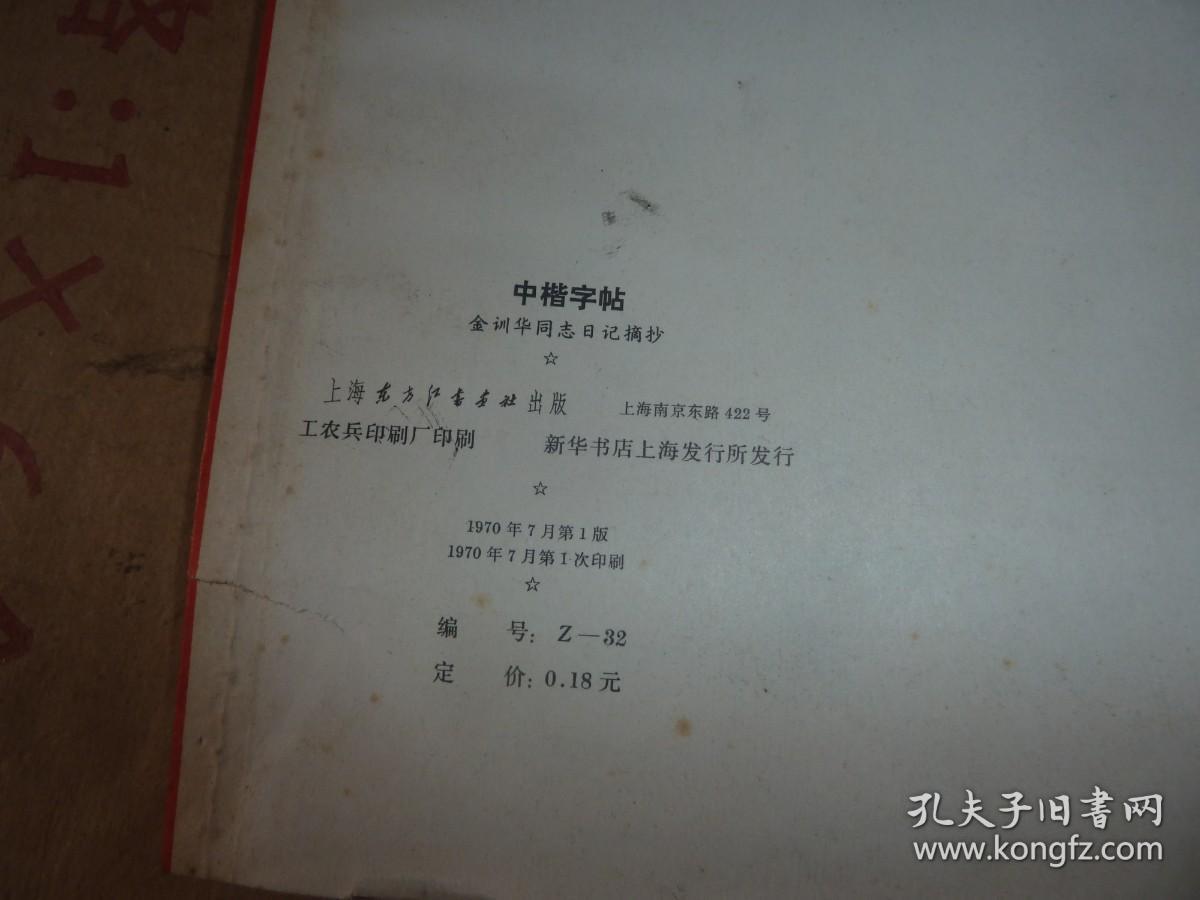 中楷字帖
金训华同志日记摘抄
☆
上海东方红书画社出版 上海南京东路422号
工农兵印刷厂印刷 新华书店上海发行所发行
☆
1970年7月第1版
1970年7月第1次印刷
☆
编 号：Z—32
定 价：0.18元
孔夫子旧书网
www.kongfz.com